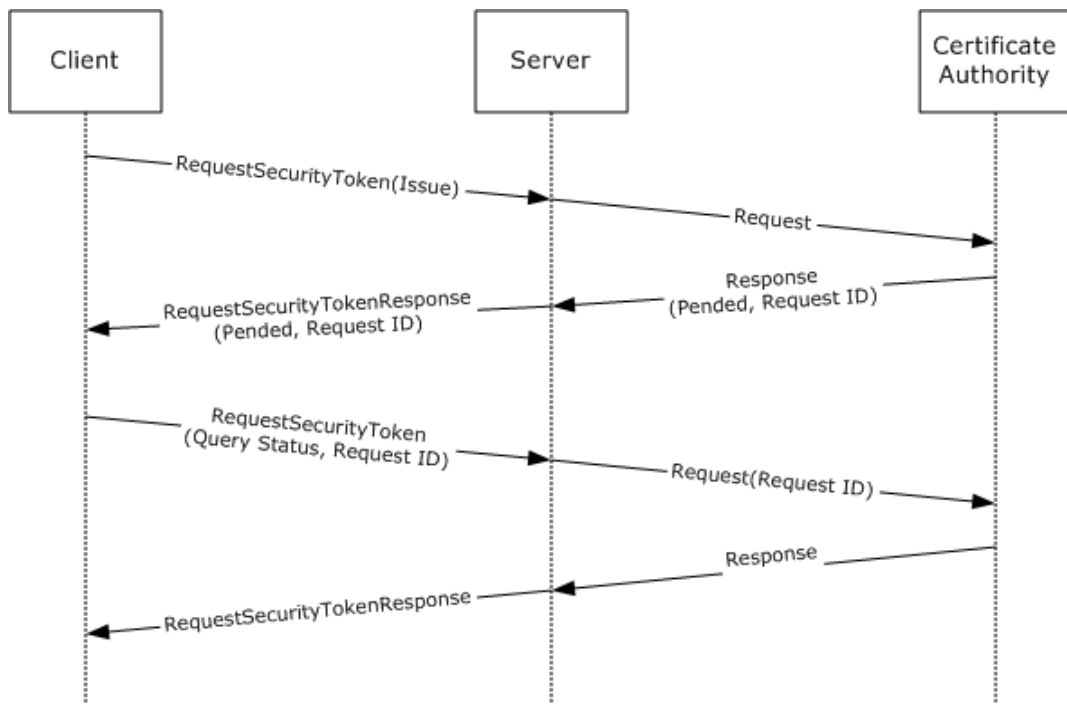 Client
Server
Certificate
Authority
RequestSecurityToken(Issue)
Request
Response
(Pended, Request ID)
RequestSecurityTokenResponse
(Pended, Request ID)
RequestSecurityToken
(Query Status, Request ID)
Request(Request ID)
Response
RequestSecurityTokenResponse